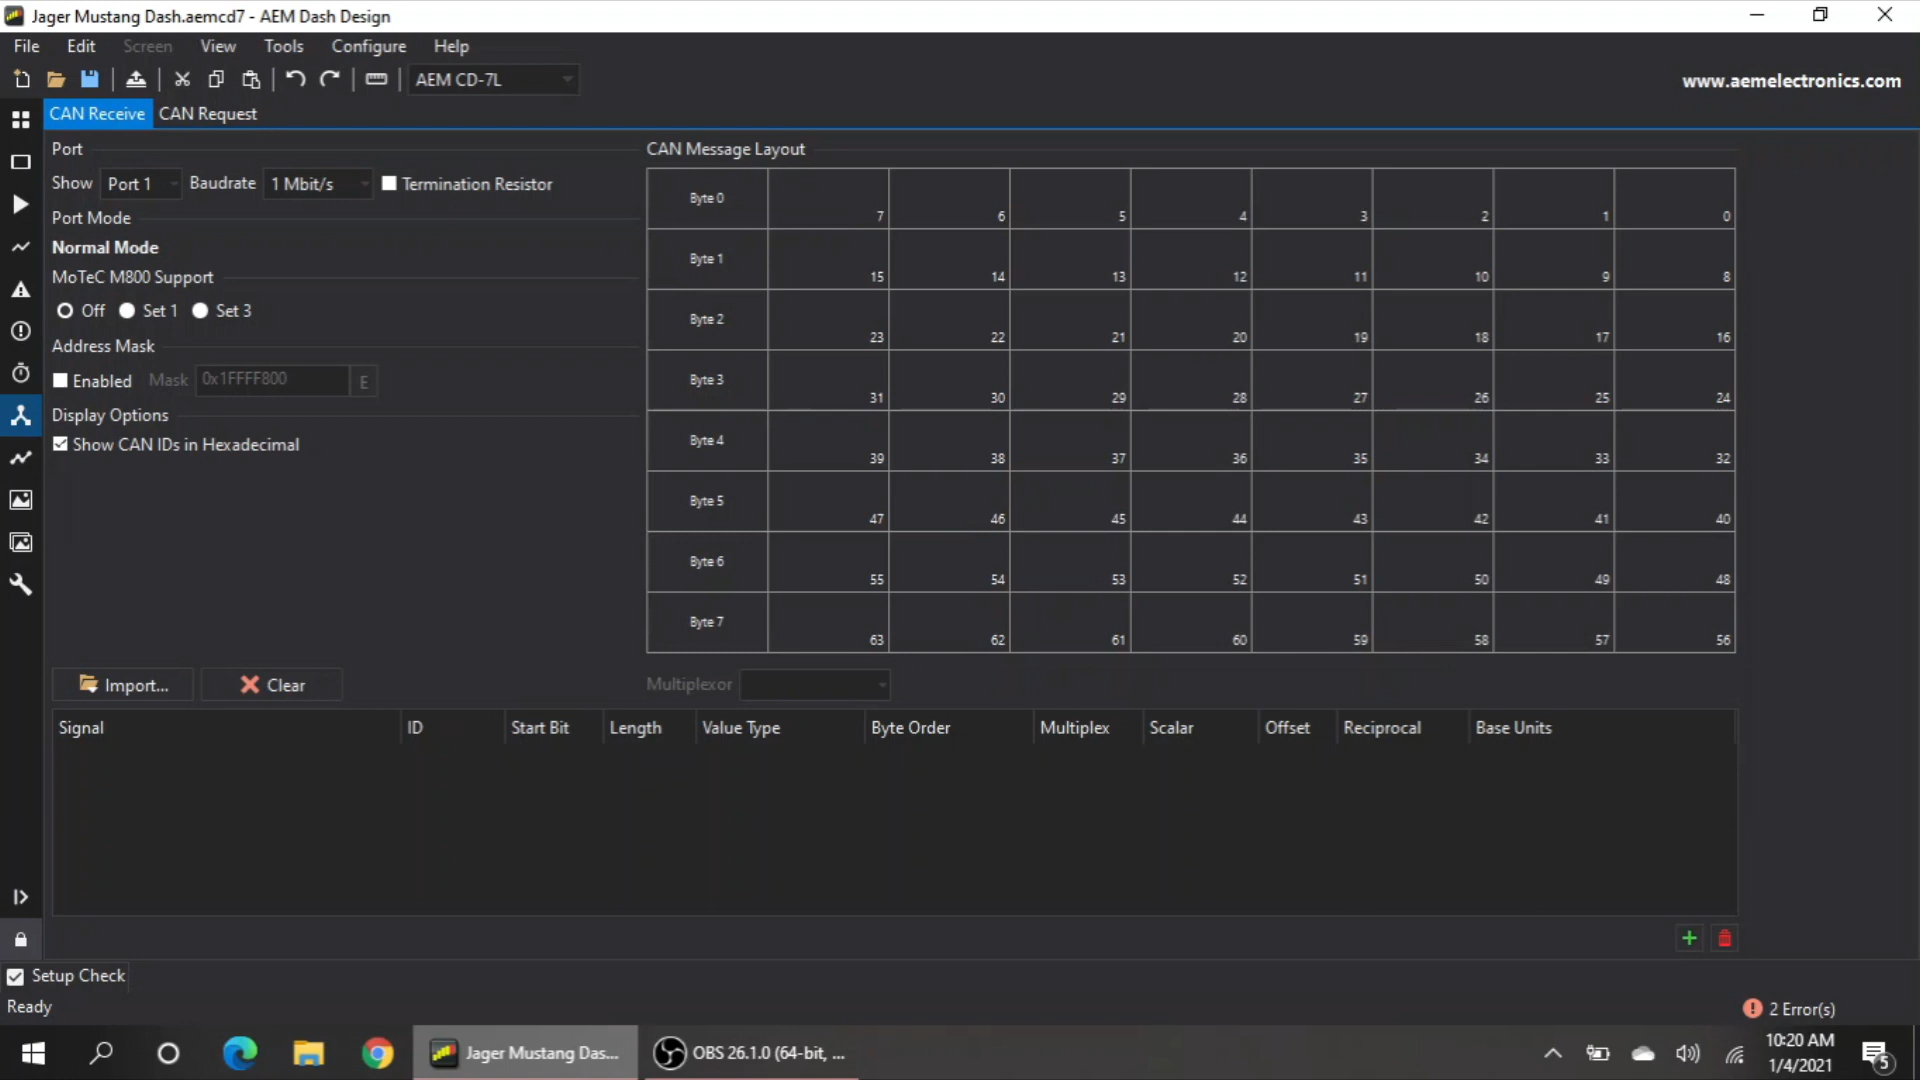 Jager Mustang Dash.aemcd7 - AEM Dash Design
File Edit Screen View Tools Configure Help
AEM CD-7L
www.aemelectronics.com
CAN Receive CAN Request
Port
Show Port 1 Baudrate 1 Mbit/s Termination Resistor
Port Mode
Normal Mode
MoTeC M800 Support
Off Set 1 Set 3
Address Mask
Enabled Mask 0x1FFFF800 E
Display Options
Show CAN IDs in Hexadecimal
CAN Message Layout
Byte 0 7 6 5 4 3 2 1 0
Byte 1 15 14 13 12 11 10 9 8
Byte 2 23 22 21 20 19 18 17 16
Byte 3 31 30 29 28 27 26 25 24
Byte 4 39 38 37 36 35 34 33 32
Byte 5 47 46 45 44 43 42 41 40
Byte 6 55 54 53 52 51 50 49 48
Byte 7 63 62 61 60 59 58 57 56
Import... Clear
Multiplexor
Signal ID Start Bit Length Value Type Byte Order Multiplex Scalar Offset Reciprocal Base Units
Setup Check
Ready
2 Error(s)
Jager Mustang Das...
OBS 26.1.0 (64-bit, ...
10:20 AM
1/4/2021
5